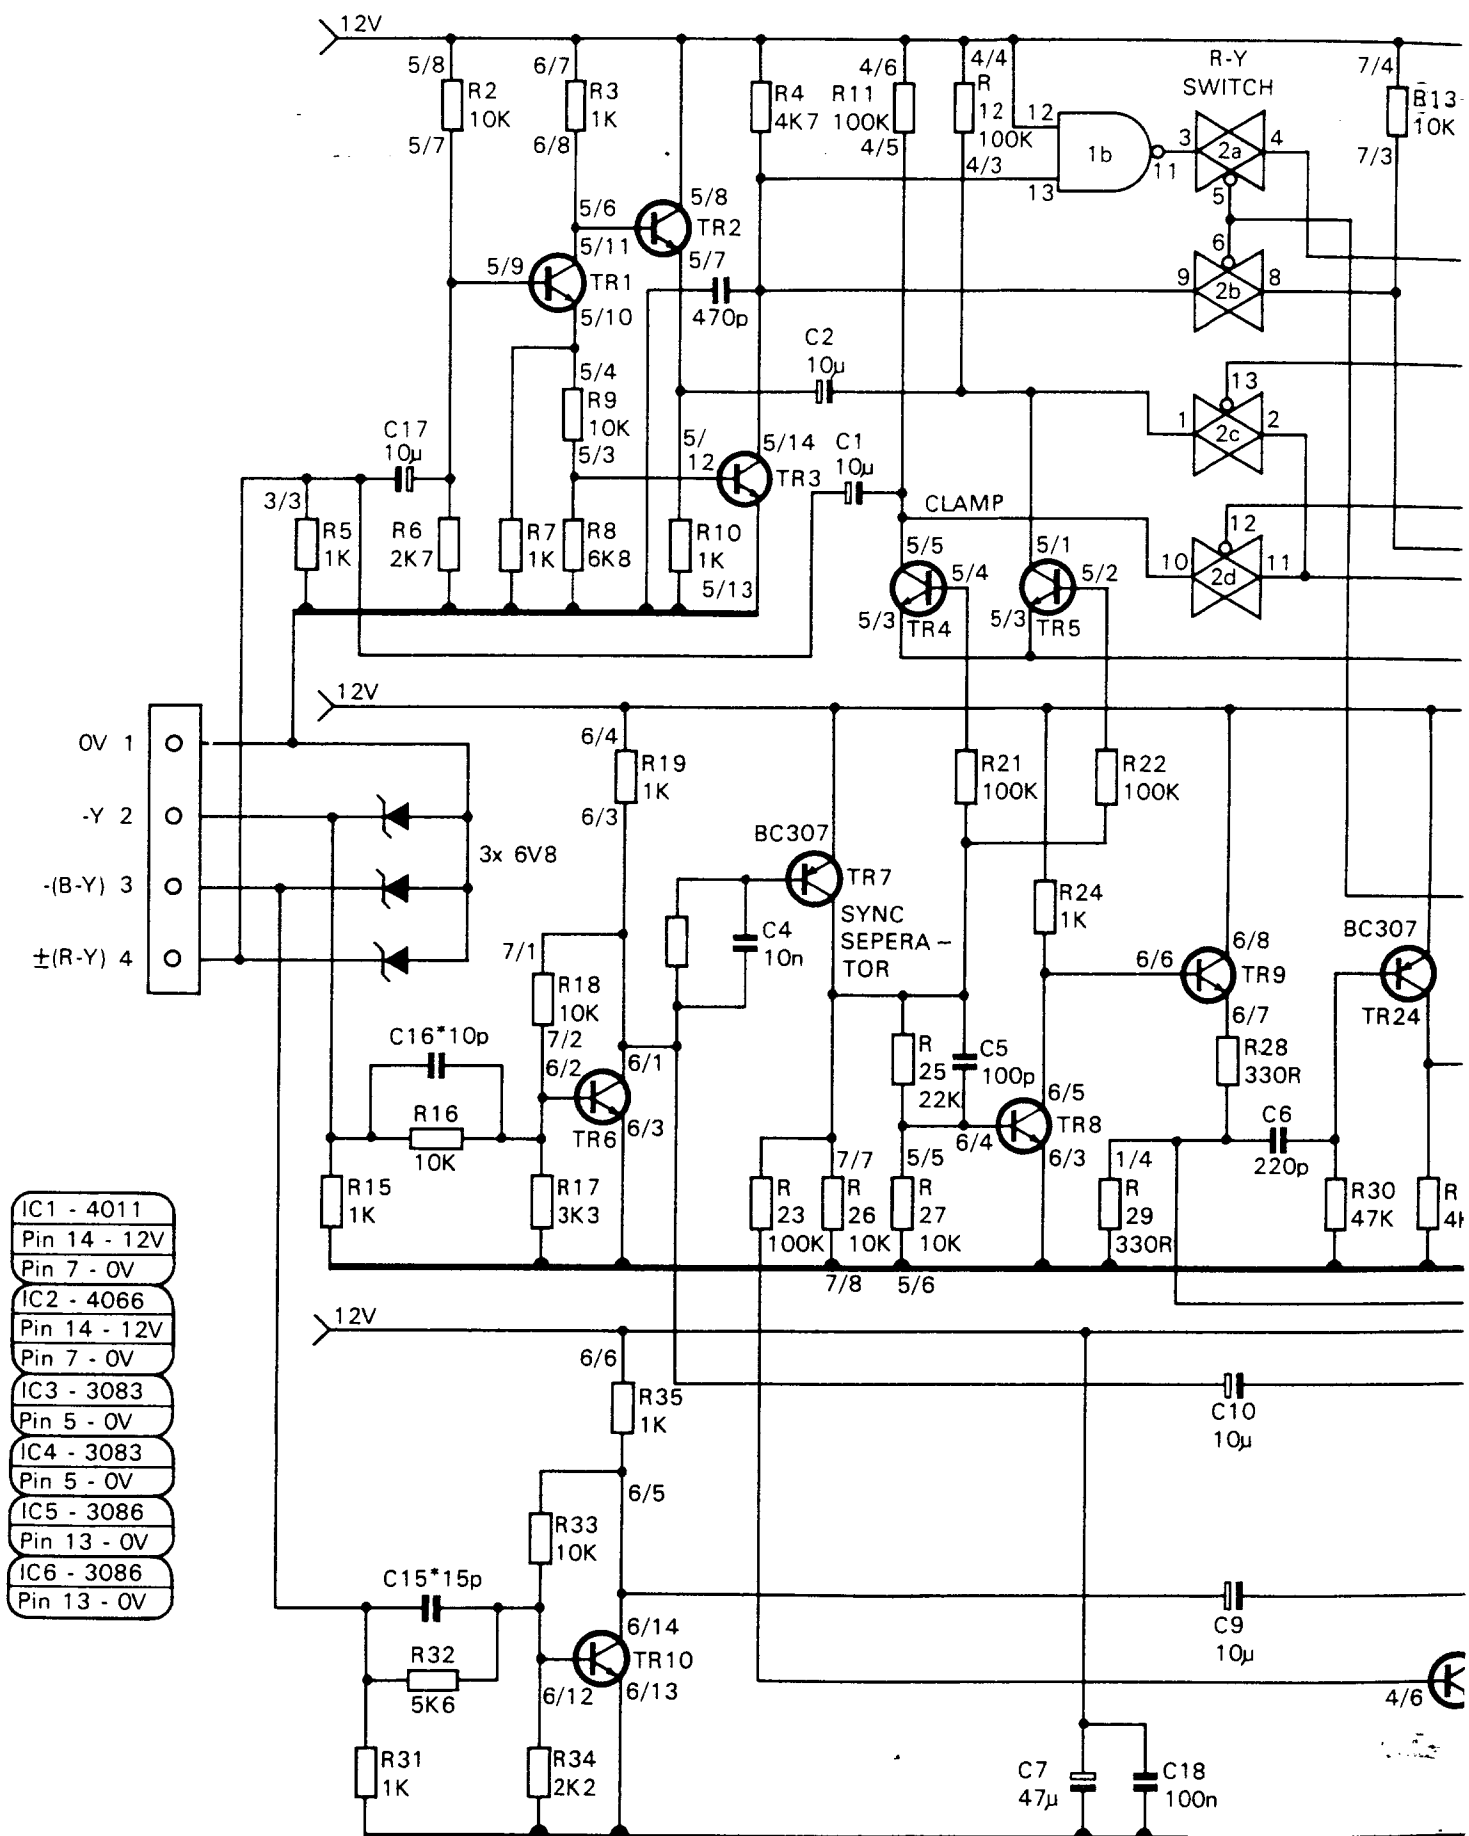 12V
5/8
R2
10K
5/7
6/7
R3
1K
6/8
R4
4K7
4/6
R11
100K
4/5
4/4
R
12
100K
4/3
12
1b
13
11
R-Y
SWITCH
3
2a
4
5
7/4
R13
10K
7/3
5/6
5/11
5/8
TR2
5/7
5/9
TR1
5/10
470p
6
9
2b
8
C2
10µ
5/4
R9
10K
5/3
13
1
2c
2
C17
10µ
3/3
5/
12
5/14
TR3
C1
10µ
CLAMP
12
10
2d
11
R5
1K
R6
2K7
R7
1K
R8
6K8
R10
1K
5/13
5/5
5/4
5/3
TR4
5/1
5/2
5/3
TR5
12V
0V 1
-Y 2
-(B-Y) 3
±(R-Y) 4
3x 6V8
6/4
R19
1K
6/3
BC307
TR7
SYNC
SEPERA –
TOR
C4
10n
R21
100K
R22
100K
R24
1K
7/1
R18
10K
7/2
6/2
6/1
TR6
6/3
C16*10p
R16
10K
R15
1K
R17
3K3
R
25
22K
C5
100p
6/5
TR8
6/4
6/3
6/6
6/8
TR9
6/7
R28
330R
BC307
TR24
C6
220p
R
23
100K
7/7
R
26
10K
7/8
5/5
R
27
10K
5/6
1/4
R
29
330R
R30
47K
R
IC1 - 4011
Pin 14 - 12V
Pin 7 - 0V
IC2 - 4066
Pin 14 - 12V
Pin 7 - 0V
IC3 - 3083
Pin 5 - 0V
IC4 - 3083
Pin 5 - 0V
IC5 - 3086
Pin 13 - 0V
IC6 - 3086
Pin 13 - 0V
12V
6/6
R35
1K
6/5
R33
10K
C15*15p
R32
5K6
6/14
TR10
6/12
6/13
R31
1K
R34
2K2
C10
10µ
C9
10µ
4/6
C7
47µ
C18
100n